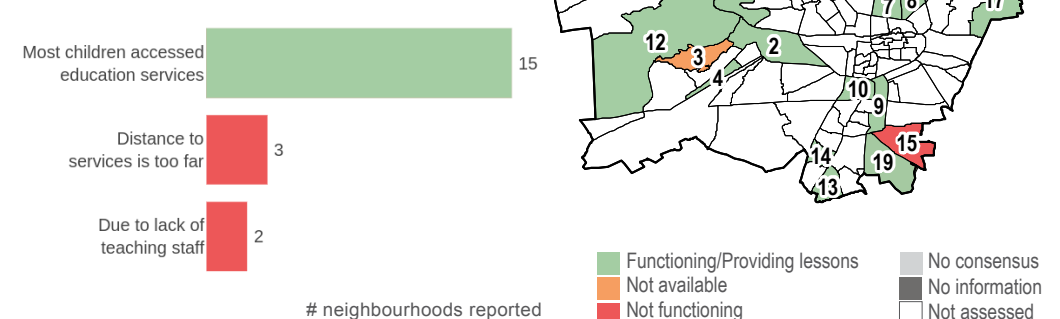 Most children accessed
education services
15
Distance to
services is too far
3
Due to lack of
teaching staff
2
# neighbourhoods reported
7
8
17
12
3
2
4
10
9
15
14
19
13
Functioning/Providing lessons
Not available
Not functioning
No consensus
No information
Not assessed